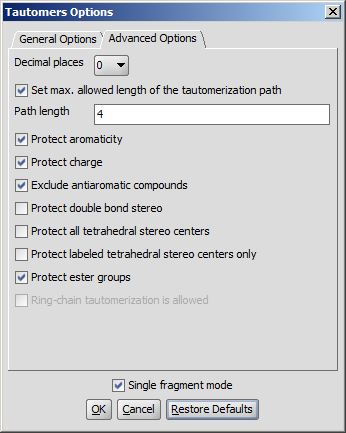 Tautomers Options
General Options Advanced Options
Decimal places 0
Set max. allowed length of the tautomerization path
Path length 4
Protect aromaticity
Protect charge
Exclude antiaromatic compounds
Protect double bond stereo
Protect all tetrahedral stereo centers
Protect labeled tetrahedral stereo centers only
Protect ester groups
Ring-chain tautomerization is allowed
Single fragment mode
OK Cancel Restore Defaults